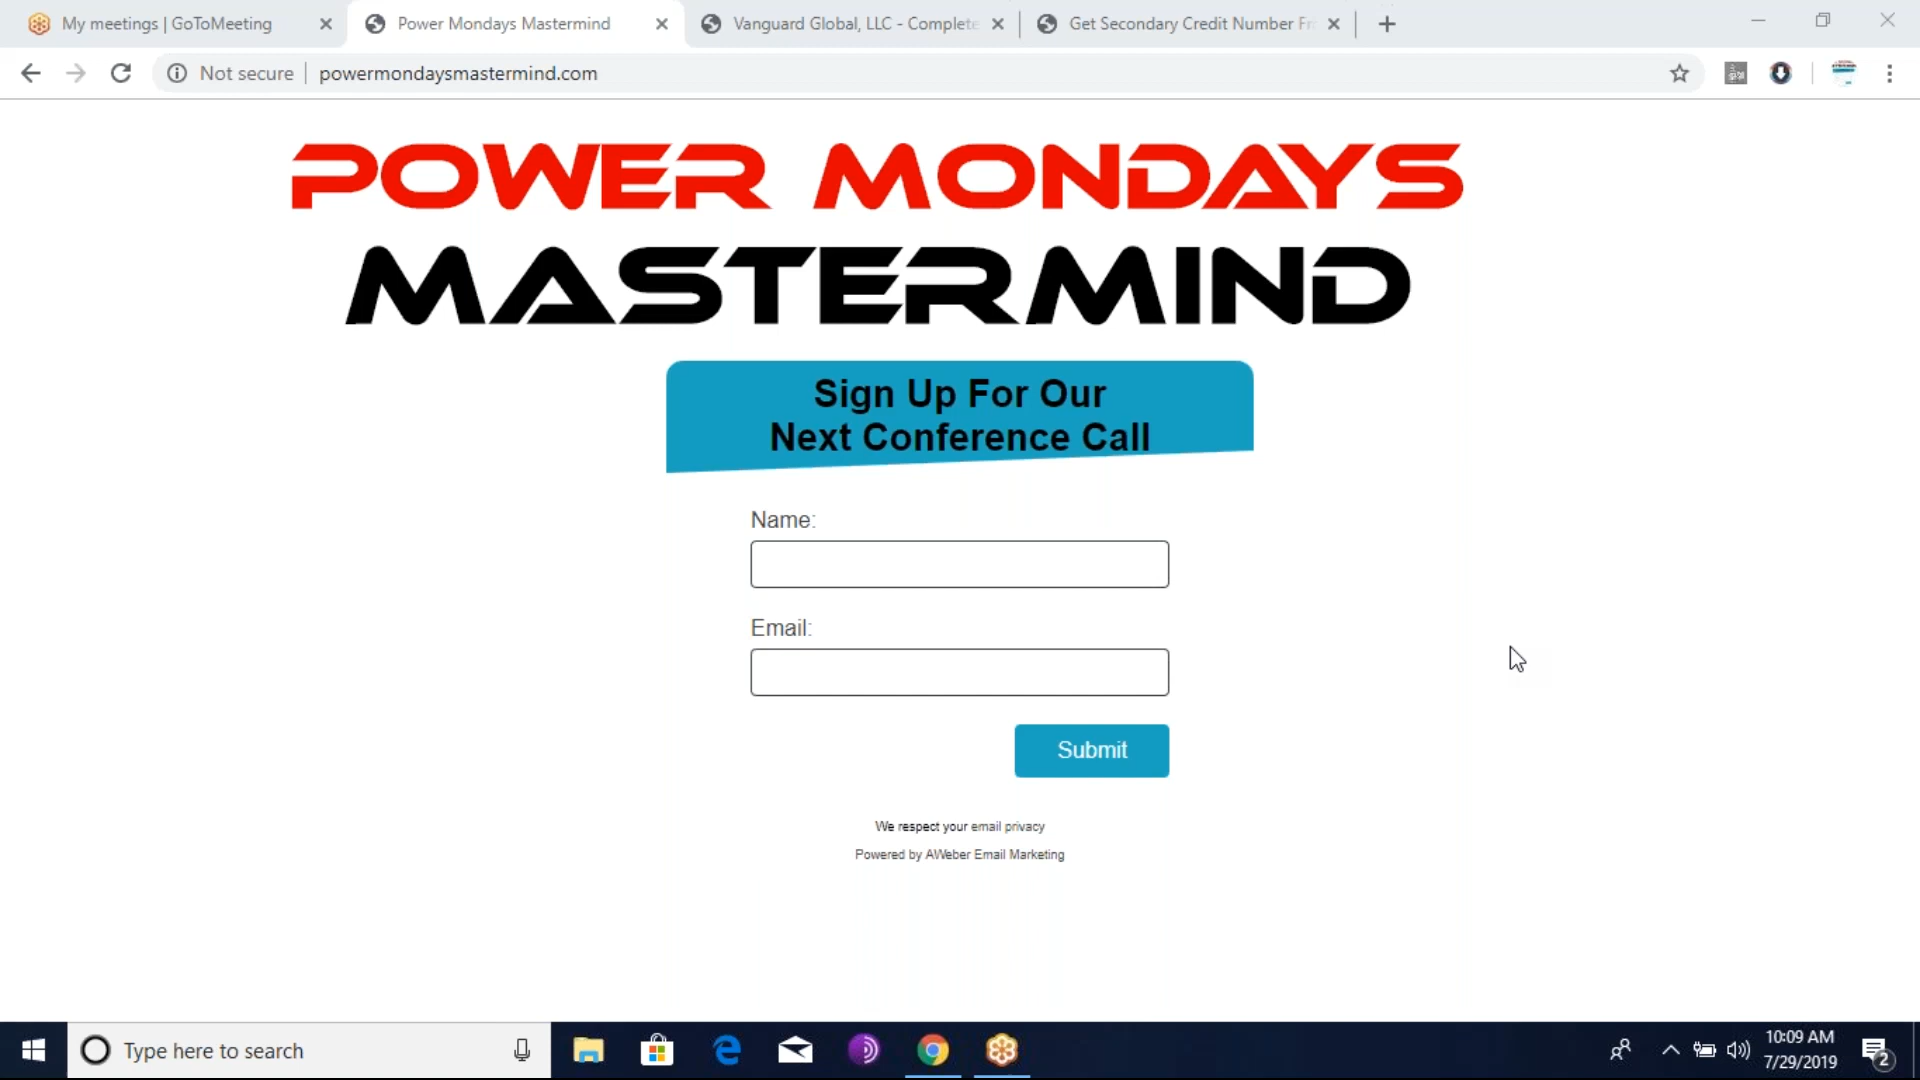 My meetings | GoToMeeting
Power Mondays Mastermind
Vanguard Global, LLC - Complete
Get Secondary Credit Number Fr
Not secure
powermondaysmastermind.com
POWER MONDAYS
MASTERMIND
Sign Up For Our
Next Conference Call
Name:
Email:
Submit
We respect your email privacy
Powered by AWeber Email Marketing
Type here to search
10:09 AM
7/29/2019
2